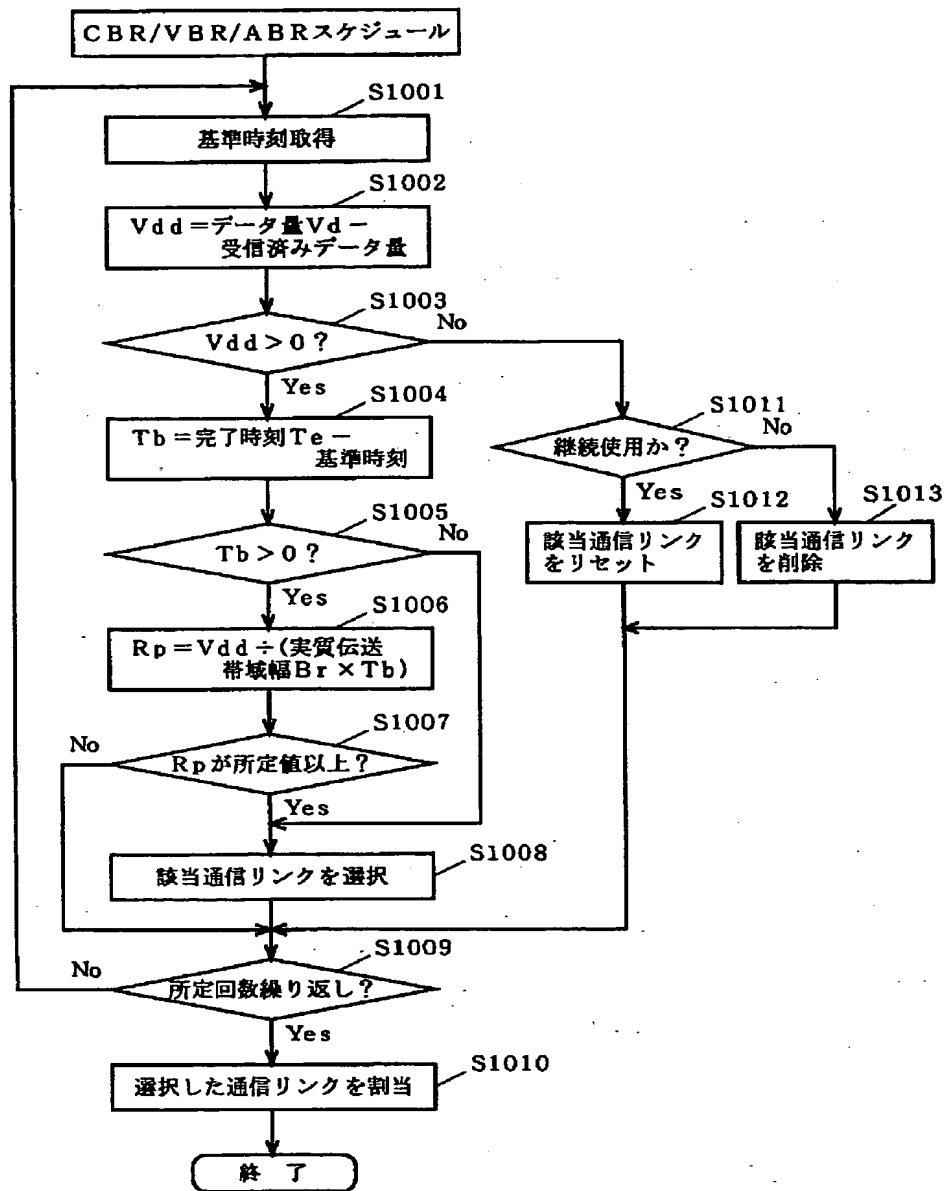 CBR/VBR/ABRスケジュール
S1001
基準時刻取得
S1002
Vdd=データ量Vd-
受信済みデータ量
S1003
Vdd>0?
No
Yes
S1004
Tb=完了時刻Te-
基準時刻
S1005
Tb>0?
No
Yes
S1006
Rp=Vdd÷(実質伝送
帯域幅Br×Tb)
S1007
No
Rpが所定値以上?
Yes
S1008
該当通信リンクを選択
S1009
No
所定回数繰り返し?
Yes
S1010
選択した通信リンクを割当
終 了
S1011
No
継続使用か?
Yes
S1012
該当通信リンク
をリセット
S1013
該当通信リンク
を削除